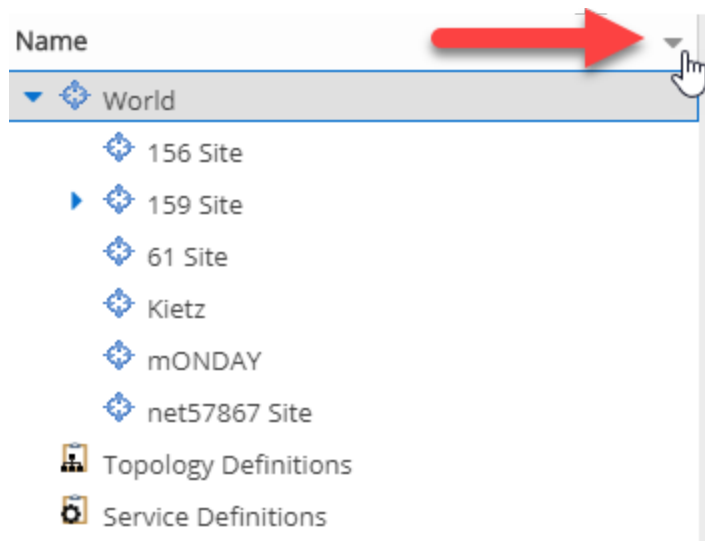 Name
World
156 Site
159 Site
61 Site
Kietz
mONDAY
net57867 Site
Topology Definitions
Service Definitions